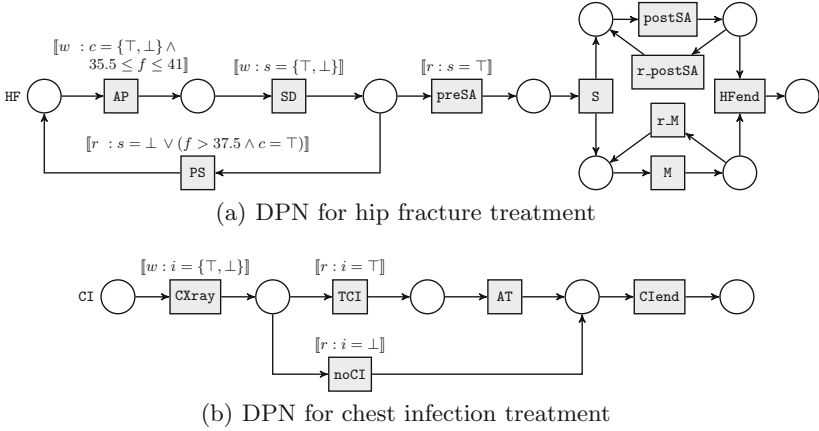 ⟦w : c = {⊤, ⊥} ∧
35.5 ≤ f ≤ 41⟧
⟦w : s = {⊤, ⊥}⟧
⟦r : s = ⊤⟧
postSA
r_postSA
HF
AP
SD
preSA
S
HFend
r_M
⟦r : s = ⊥ ∨ (f > 37.5 ∧ c = ⊤)⟧
PS
M
(a) DPN for hip fracture treatment
⟦w : i = {⊤, ⊥}⟧
⟦r : i = ⊤⟧
CI
CXray
TCI
AT
CIend
⟦r : i = ⊥⟧
noCI
(b) DPN for chest infection treatment